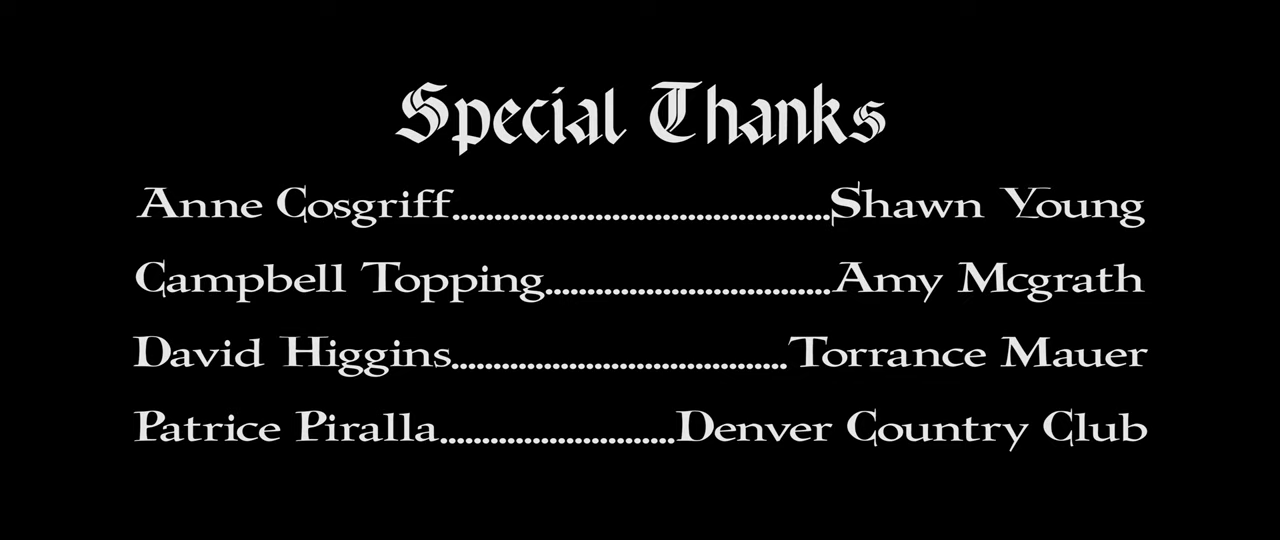 Special Thanks
Anne Cosgriff.............................................Shawn Young
Campbell Topping..................................Amy Mcgrath
David Higgins........................................Torrance Mauer
Patrice Piralla............................Denver Country Club